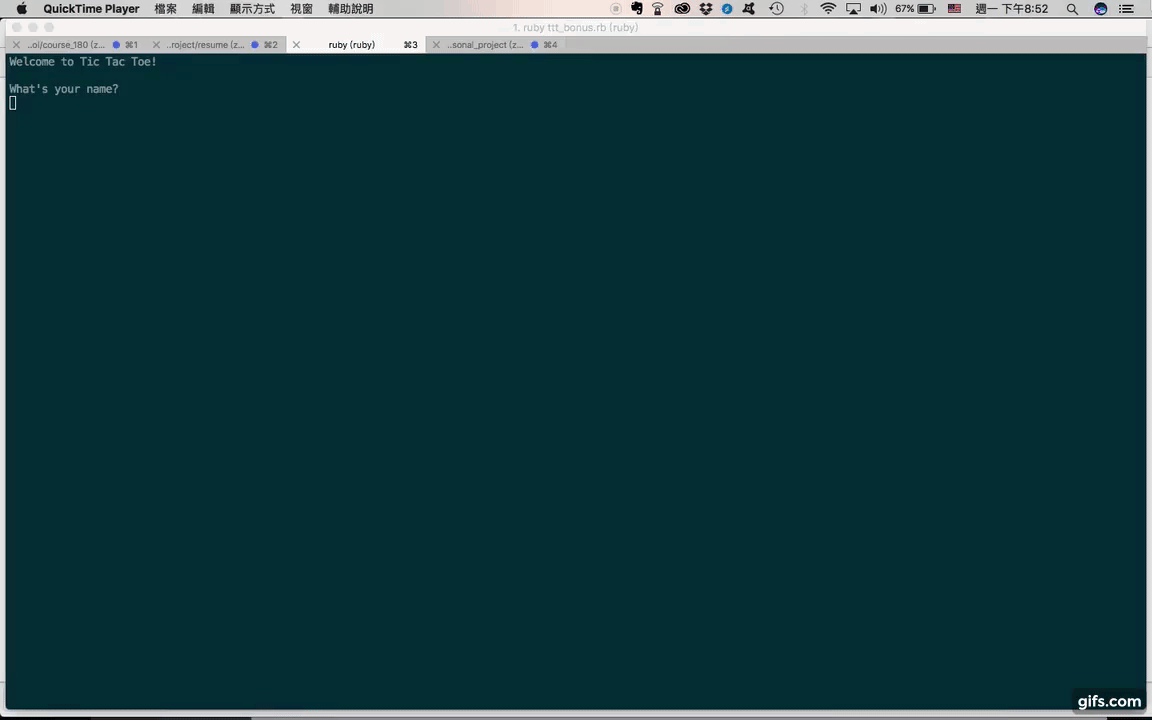 QuickTime Player 檔案 編輯 顯示方式 視窗 輔助說明 67% 週一 下午8:52
1. ruby ttt_bonus.rb (ruby)
..oi/course_180 (z... ⌘1 ..roject/resume (z... ⌘2 ruby (ruby) ⌘3 ..sonal_project (z... ⌘4
Welcome to Tic Tac Toe!
What's your name?
gifs.com